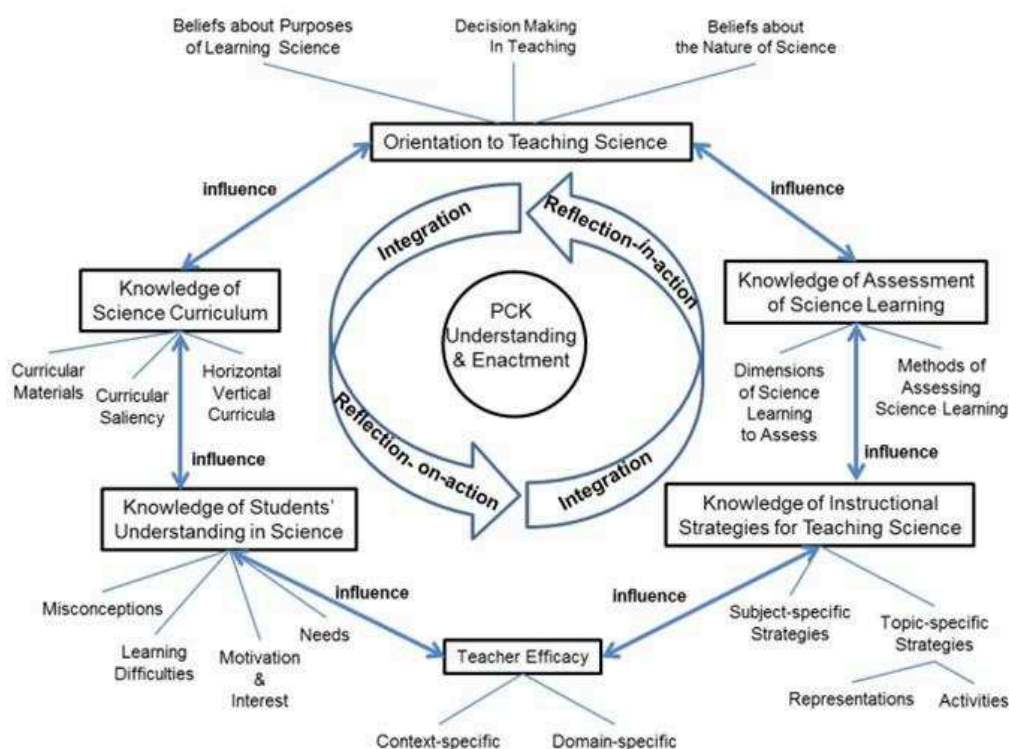 Beliefs about Purposes
of Learning Science
Decision Making
In Teaching
Beliefs about
the Nature of Science
Orientation to Teaching Science
influence
influence
Integration
Reflection-in-action
Knowledge of
Science Curriculum
PCK
Understanding
& Enactment
Knowledge of Assessment
of Science Learning
Curricular
Materials
Curricular
Saliency
Horizontal
Vertical
Curricula
Dimensions
of Science
Learning
to Assess
Methods of
Assessing
Science Learning
influence
influence
Reflection- on-action
Integration
Knowledge of Students'
Understanding in Science
Knowledge of Instructional
Strategies for Teaching Science
influence
influence
Misconceptions
Learning
Difficulties
Motivation
&
Interest
Needs
Teacher Efficacy
Subject-specific
Strategies
Topic-specific
Strategies
Representations
Activities
Context-specific
Domain-specific